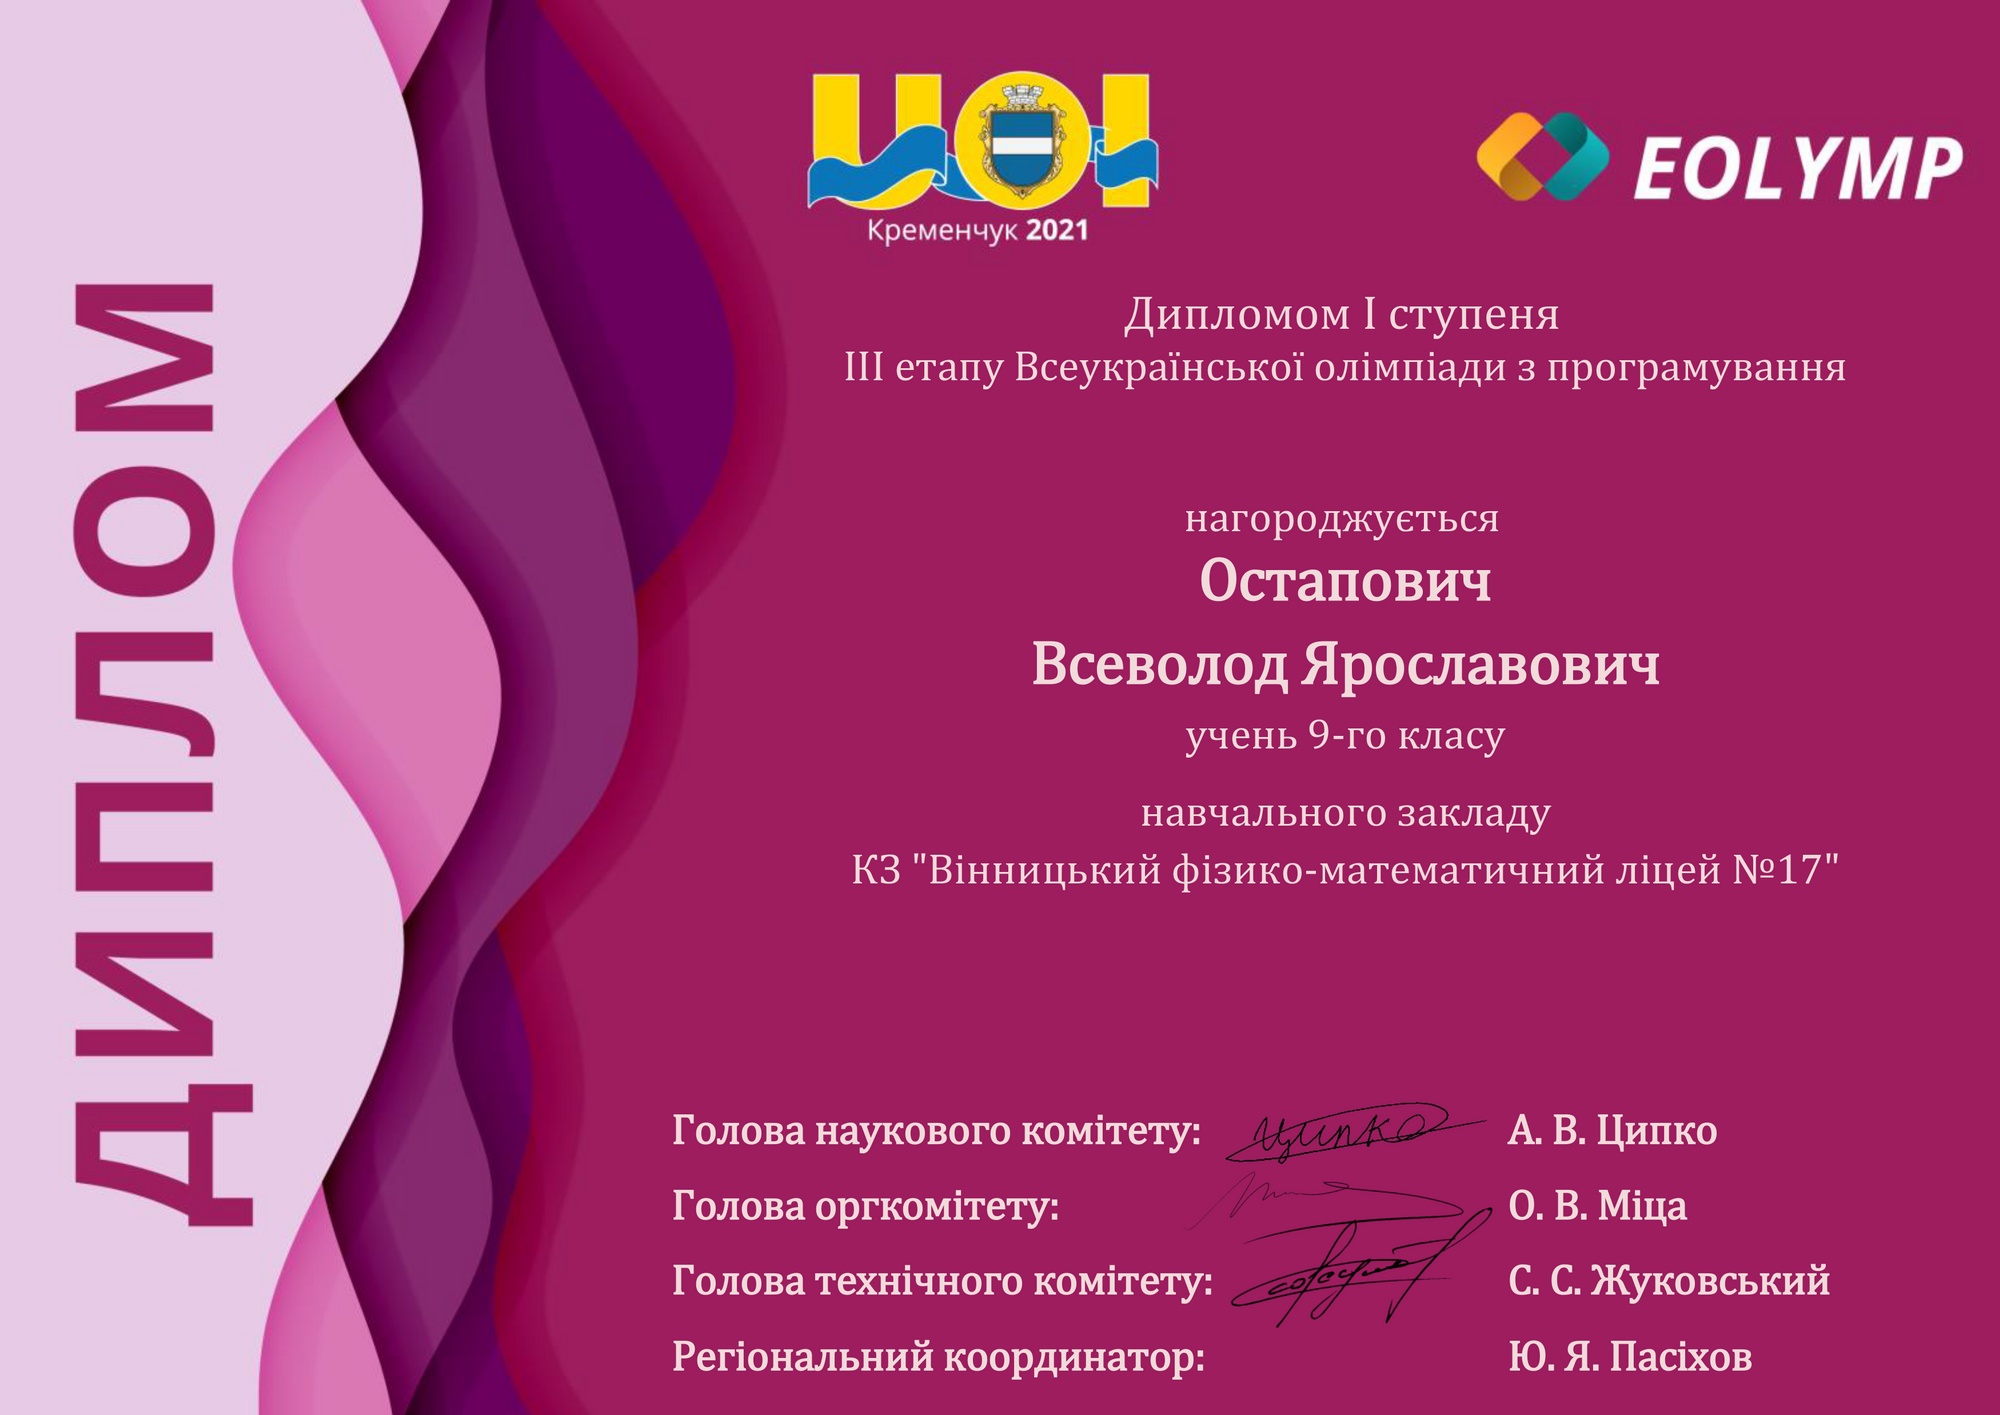 ДИПЛОМ
UOI
Кременчук 2021
EOLYMP
Дипломом І ступеня
ІІІ етапу Всеукраїнської олімпіади з програмування
нагороджується
Остапович
Всеволод Ярославович
учень 9-го класу
навчального закладу
КЗ "Вінницький фізико-математичний ліцей №17"
Голова наукового комітету: Ципко А. В. Ципко
Голова оргкомітету: О. В. Міца
Голова технічного комітету: С. С. Жуковський
Регіональний координатор: Ю. Я. Пасіхов